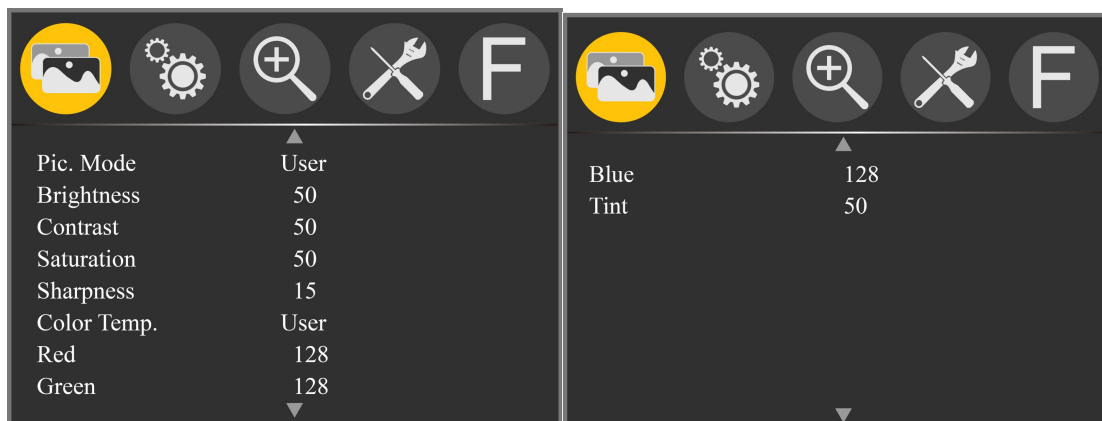 F
Pic. Mode User
Brightness 50
Contrast 50
Saturation 50
Sharpness 15
Color Temp. User
Red 128
Green 128
F
Blue 128
Tint 50